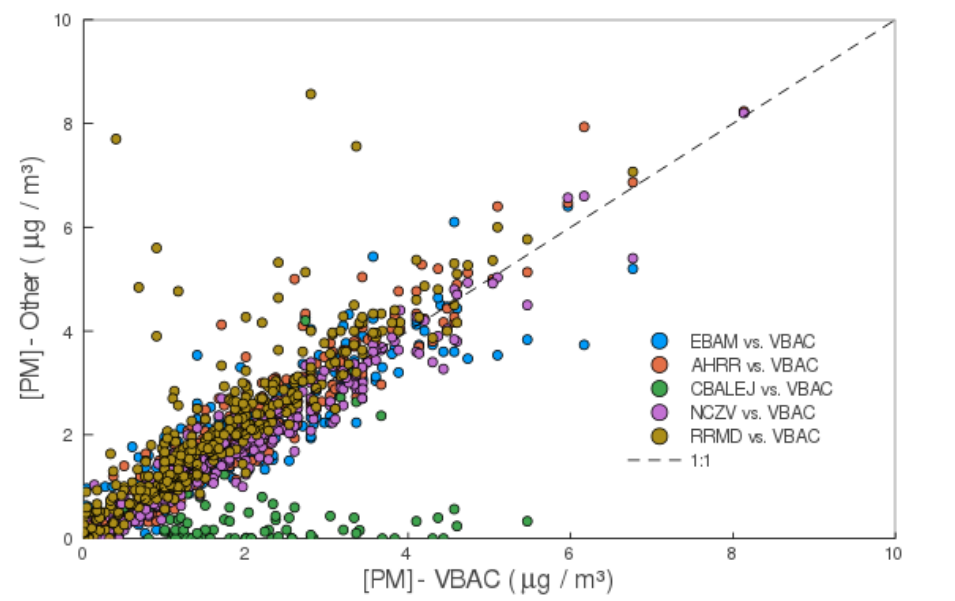 10
8
6
4
2
0
[PM] - Other ( µg / m³)
EBAM vs. VBAC
AHRR vs. VBAC
CBALEJ vs. VBAC
NCZV vs. VBAC
RRMD vs. VBAC
1:1
0 2 4 6 8 10
[PM] - VBAC ( µg / m³)